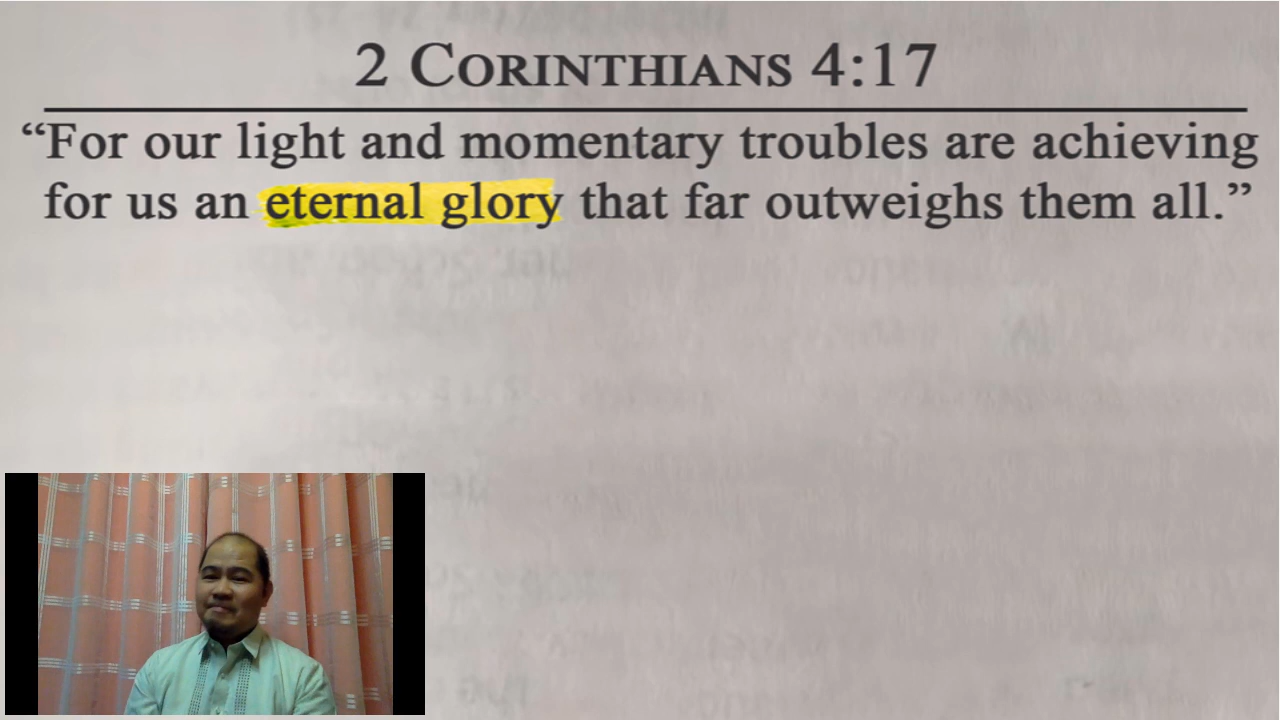 2 CORINTHIANS 4:17
“For our light and momentary troubles are achieving
for us an eternal glory that far outweighs them all.”